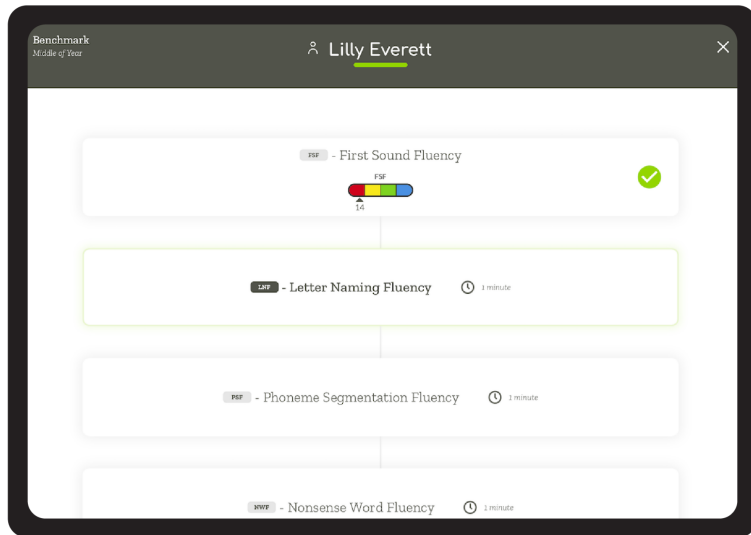 Benchmark
Middle of Year
Lilly Everett
FSF - First Sound Fluency
FSF
14
LNF - Letter Naming Fluency 1 minute
PSF - Phoneme Segmentation Fluency 1 minute
NWF - Nonsense Word Fluency 1 minute